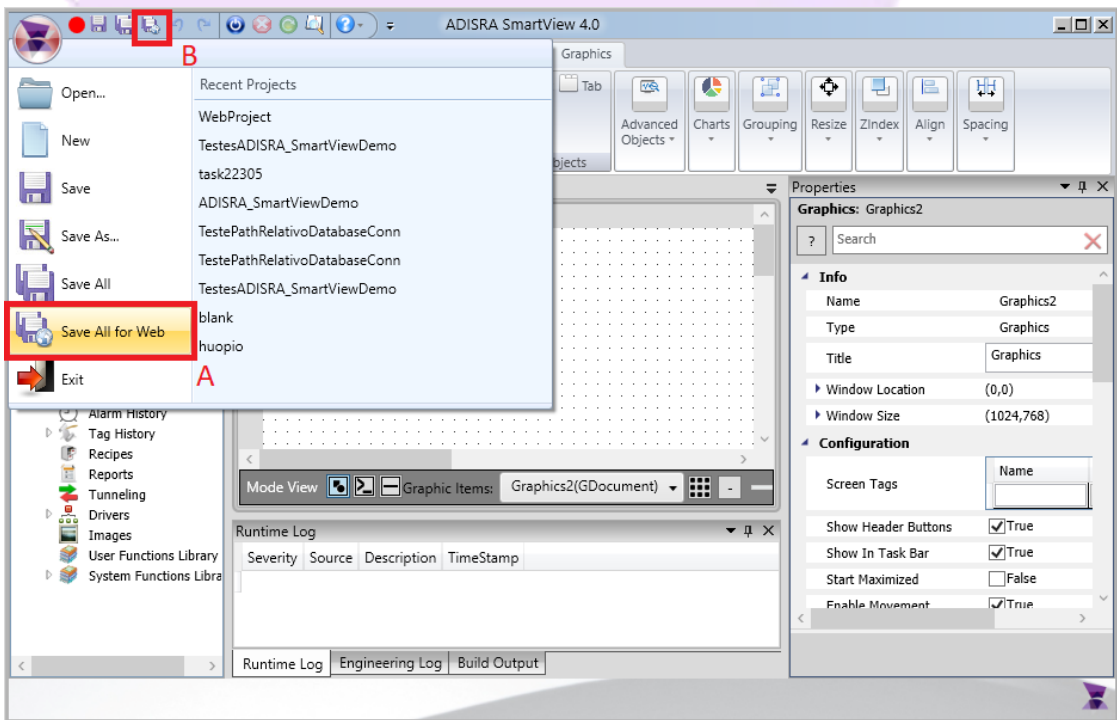 ADISRA SmartView 4.0
B
Graphics
Open...
New
Save
Save As...
Save All
Save All for Web
Exit
A
Recent Projects
WebProject
TestesADISRA_SmartViewDemo
task22305
ADISRA_SmartViewDemo
TestePathRelativoDatabaseConn
TestePathRelativoDatabaseConn
TestesADISRA_SmartViewDemo
blank
huopio
Tab
Advanced Objects
Charts
Grouping
Resize
ZIndex
Align
Spacing
bjects
Alarm History
Tag History
Recipes
Reports
Tunneling
Drivers
Images
User Functions Library
System Functions Libra
Mode View
Graphic Items: Graphics2(GDocument)
Runtime Log
Severity Source Description TimeStamp
Runtime Log Engineering Log Build Output
Properties
Graphics: Graphics2
? Search
Info
Name Graphics2
Type Graphics
Title Graphics
Window Location (0,0)
Window Size (1024,768)
Configuration
Screen Tags Name
Show Header Buttons True
Show In Task Bar True
Start Maximized False
Enable Movement True